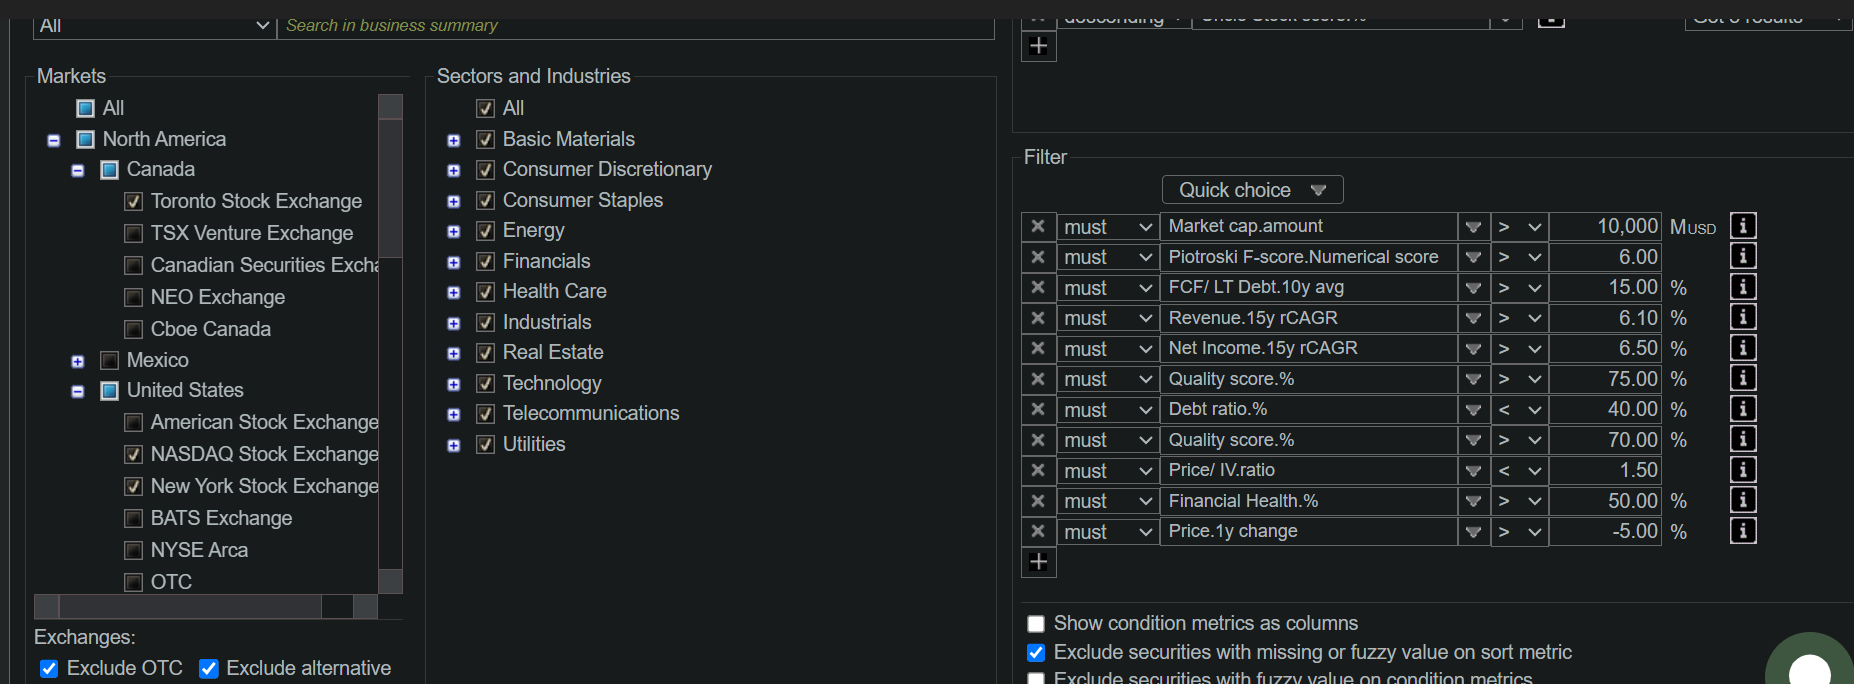 All
Search in business summary
descending
Markets
All
North America
Canada
Toronto Stock Exchange
TSX Venture Exchange
Canadian Securities Excha
NEO Exchange
Cboe Canada
Mexico
United States
American Stock Exchange
NASDAQ Stock Exchange
New York Stock Exchange
BATS Exchange
NYSE Arca
OTC
Exchanges:
Exclude OTC Exclude alternative
Sectors and Industries
All
Basic Materials
Consumer Discretionary
Consumer Staples
Energy
Financials
Health Care
Industrials
Real Estate
Technology
Telecommunications
Utilities
Filter
Quick choice
must Market cap.amount > 10,000 MUSD
must Piotroski F-score.Numerical score > 6.00
must FCF/ LT Debt.10y avg > 15.00 %
must Revenue.15y rCAGR > 6.10 %
must Net Income.15y rCAGR > 6.50 %
must Quality score.% > 75.00 %
must Debt ratio.% < 40.00 %
must Quality score.% > 70.00 %
must Price/ IV.ratio < 1.50
must Financial Health.% > 50.00 %
must Price.1y change > -5.00 %
Show condition metrics as columns
Exclude securities with missing or fuzzy value on sort metric
Exclude securities with fuzzy value on condition metrics